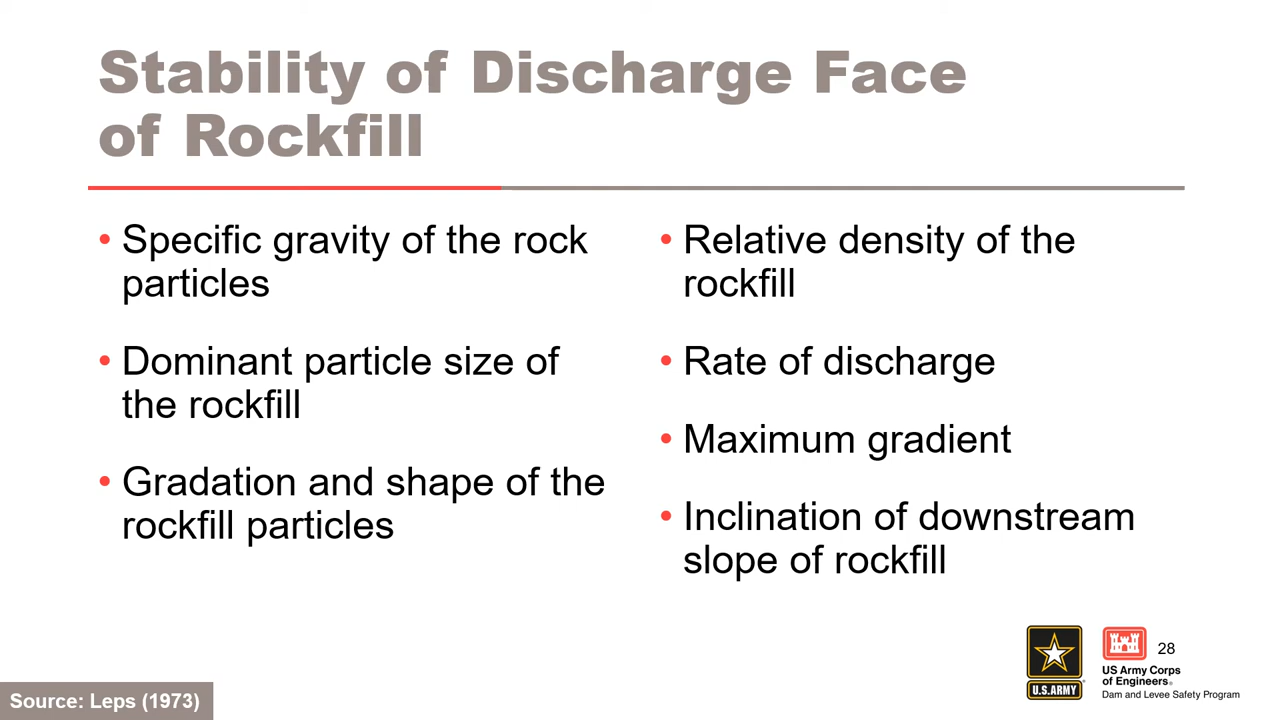 Stability of Discharge Face
of Rockfill
• Specific gravity of the rock
particles
• Dominant particle size of
the rockfill
• Gradation and shape of the
rockfill particles
• Relative density of the
rockfill
• Rate of discharge
• Maximum gradient
• Inclination of downstream
slope of rockfill
U.S.ARMY
US Army Corps
of Engineers®
Dam and Levee Safety Program
28
Source: Leps (1973)